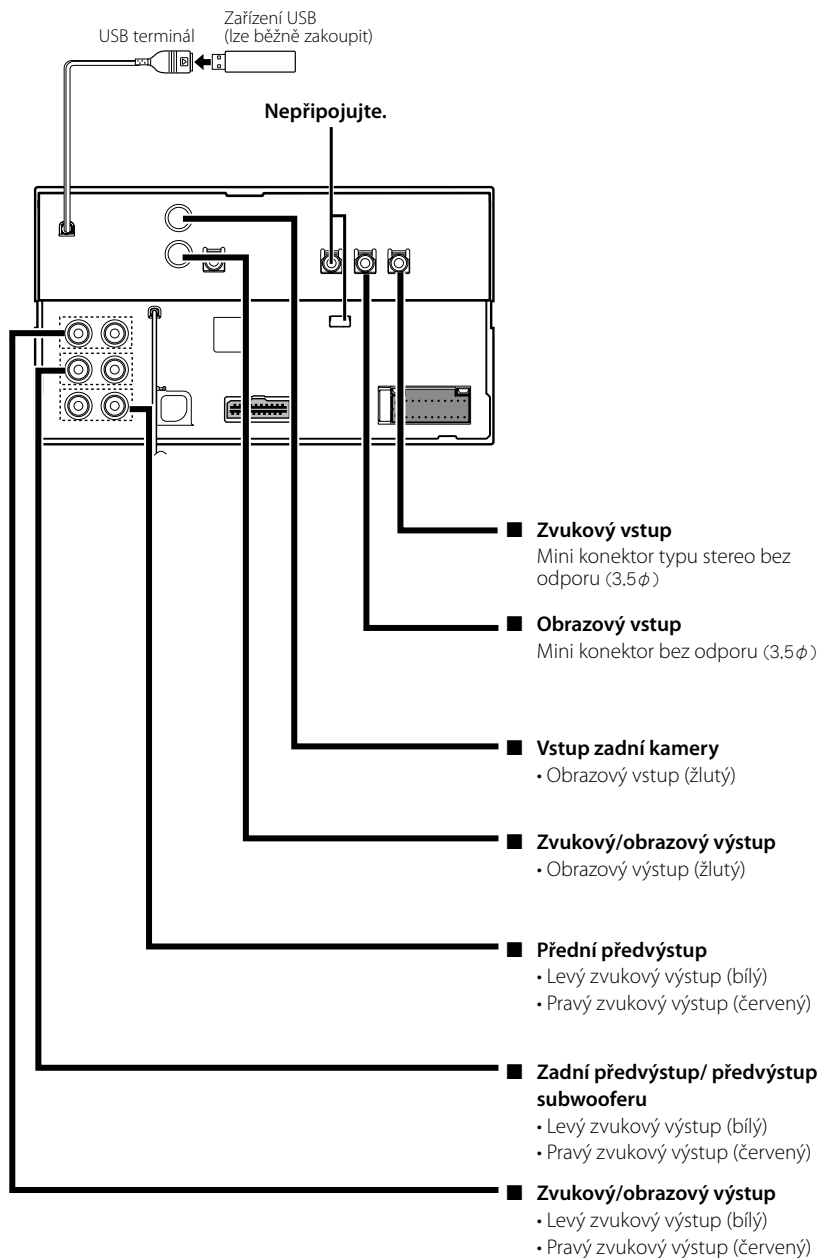 Zařízení USB
(lze běžně zakoupit)
USB terminál
Nepřipojujte.
■ Zvukový vstup
Mini konektor typu stereo bez
odporu (3,5φ)
■ Obrazový vstup
Mini konektor bez odporu (3,5φ)
■ Vstup zadní kamery
• Obrazový vstup (žlutý)
■ Zvukový/obrazový výstup
• Obrazový výstup (žlutý)
■ Přední předvýstup
• Levý zvukový výstup (bílý)
• Pravý zvukový výstup (červený)
■ Zadní předvýstup/ předvýstup
subwooferu
• Levý zvukový výstup (bílý)
• Pravý zvukový výstup (červený)
■ Zvukový/obrazový výstup
• Levý zvukový výstup (bílý)
• Pravý zvukový výstup (červený)